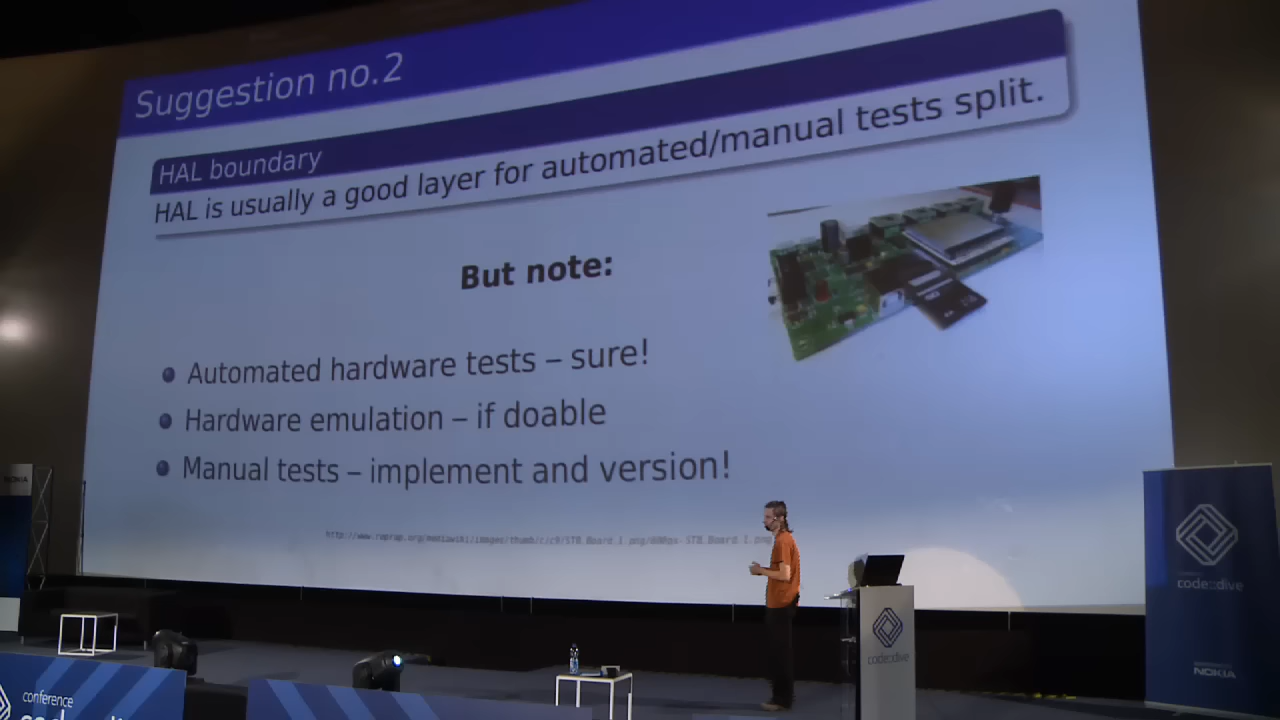 Suggestion no.2
HAL boundary
HAL is usually a good layer for automated/manual tests split.
But note:
Automated hardware tests – sure!
Hardware emulation – if doable
Manual tests – implement and version!
NOKIA
code::dive
code::dive
NOKIA
conference